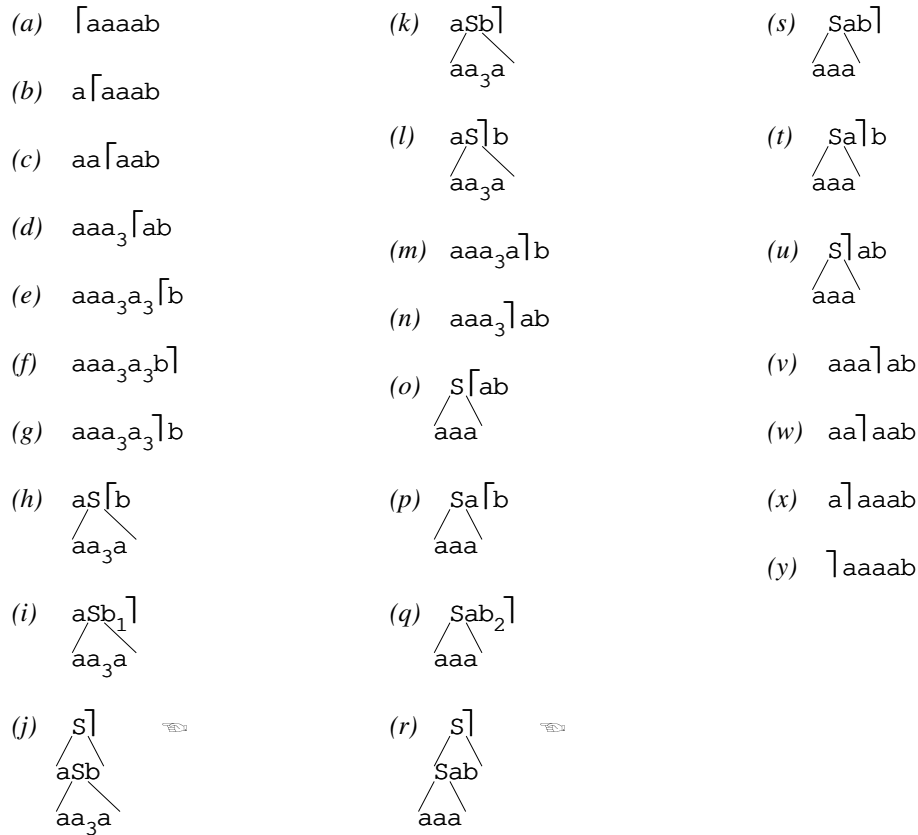 (a) ⌈aaaab
(b) a⌈aaab
(c) aa⌈aab
(d) aaa₃⌈ab
(e) aaa₃a₃⌈b
(f) aaa₃a₃b⌉
(g) aaa₃a₃⌉b
(h) aS⌈b
aa₃a
(i) aSb₁⌉
aa₃a
(j) S⌉ ☜
aSb
aa₃a
(k) aSb⌉
aa₃a
(l) aS⌉b
aa₃a
(m) aaa₃a⌉b
(n) aaa₃⌉ab
(o) S⌈ab
aaa
(p) Sa⌈b
aaa
(q) Sab₂⌉
aaa
(r) S⌉ ☜
Sab
aaa
(s) Sab⌉
aaa
(t) Sa⌉b
aaa
(u) S⌉ab
aaa
(v) aaa⌉ab
(w) aa⌉aab
(x) a⌉aaab
(y) ⌉aaaab